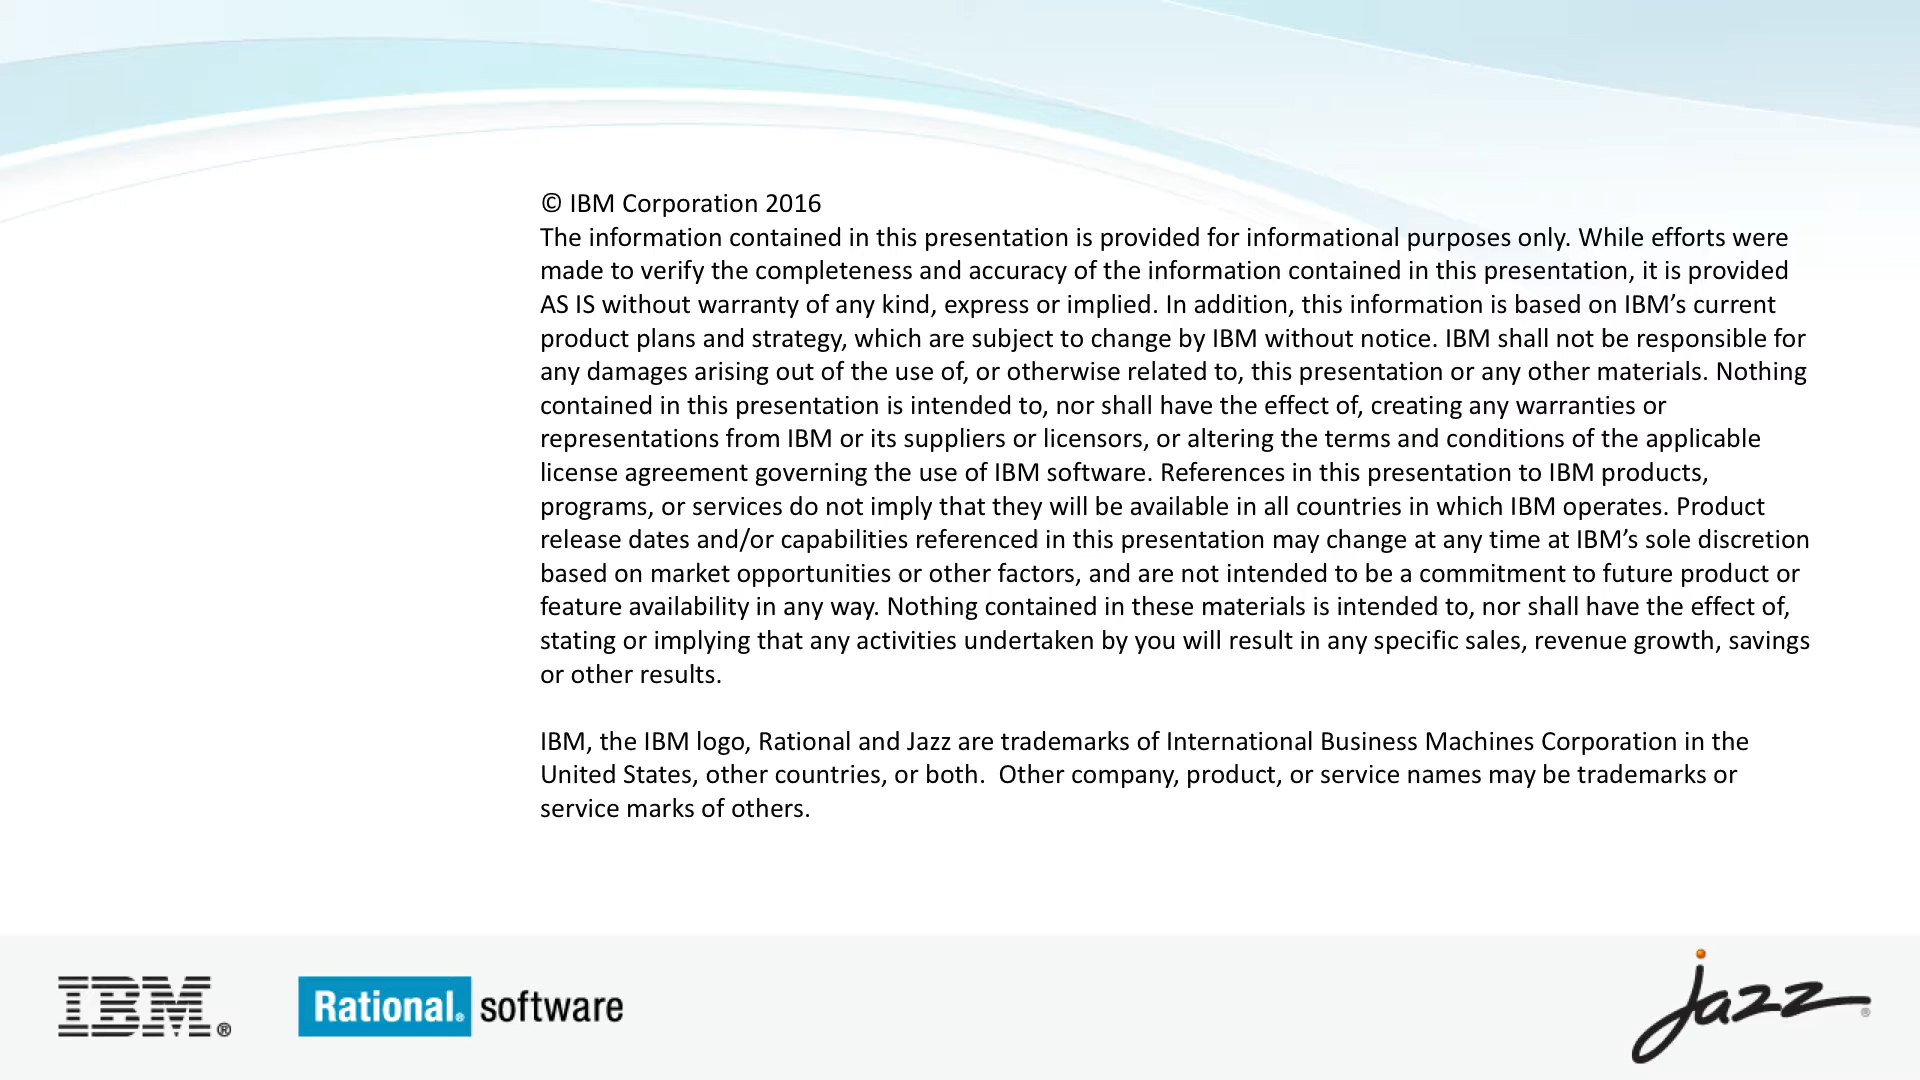 © IBM Corporation 2016
The information contained in this presentation is provided for informational purposes only. While efforts were
made to verify the completeness and accuracy of the information contained in this presentation, it is provided
AS IS without warranty of any kind, express or implied. In addition, this information is based on IBM’s current
product plans and strategy, which are subject to change by IBM without notice. IBM shall not be responsible for
any damages arising out of the use of, or otherwise related to, this presentation or any other materials. Nothing
contained in this presentation is intended to, nor shall have the effect of, creating any warranties or
representations from IBM or its suppliers or licensors, or altering the terms and conditions of the applicable
license agreement governing the use of IBM software. References in this presentation to IBM products,
programs, or services do not imply that they will be available in all countries in which IBM operates. Product
release dates and/or capabilities referenced in this presentation may change at any time at IBM’s sole discretion
based on market opportunities or other factors, and are not intended to be a commitment to future product or
feature availability in any way. Nothing contained in these materials is intended to, nor shall have the effect of,
stating or implying that any activities undertaken by you will result in any specific sales, revenue growth, savings
or other results.
IBM, the IBM logo, Rational and Jazz are trademarks of International Business Machines Corporation in the
United States, other countries, or both.  Other company, product, or service names may be trademarks or
service marks of others.
IBM® Rational® software jazz®